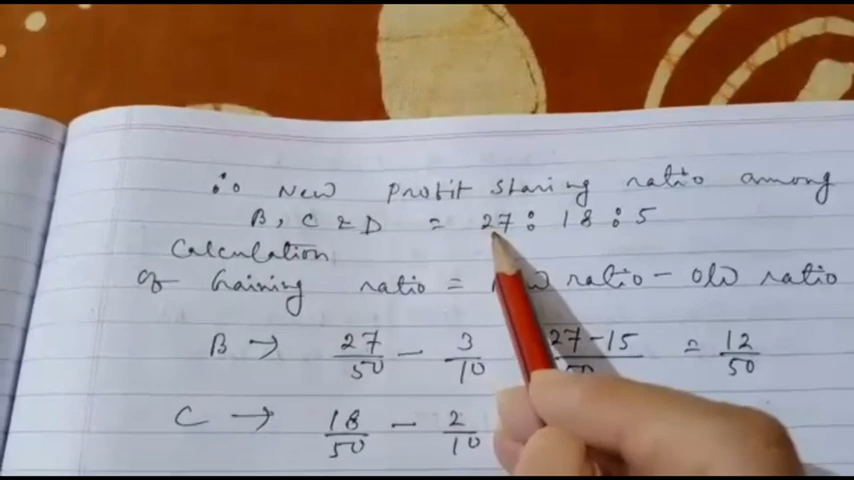 ∴ New profit sharing ratio among
B, C & D = 27 : 18 : 5
Calculation
of Gaining ratio = ratio - old ratio
B → 27/50 - 3/10 27-15 = 12/50
C → 18/50 - 2/10